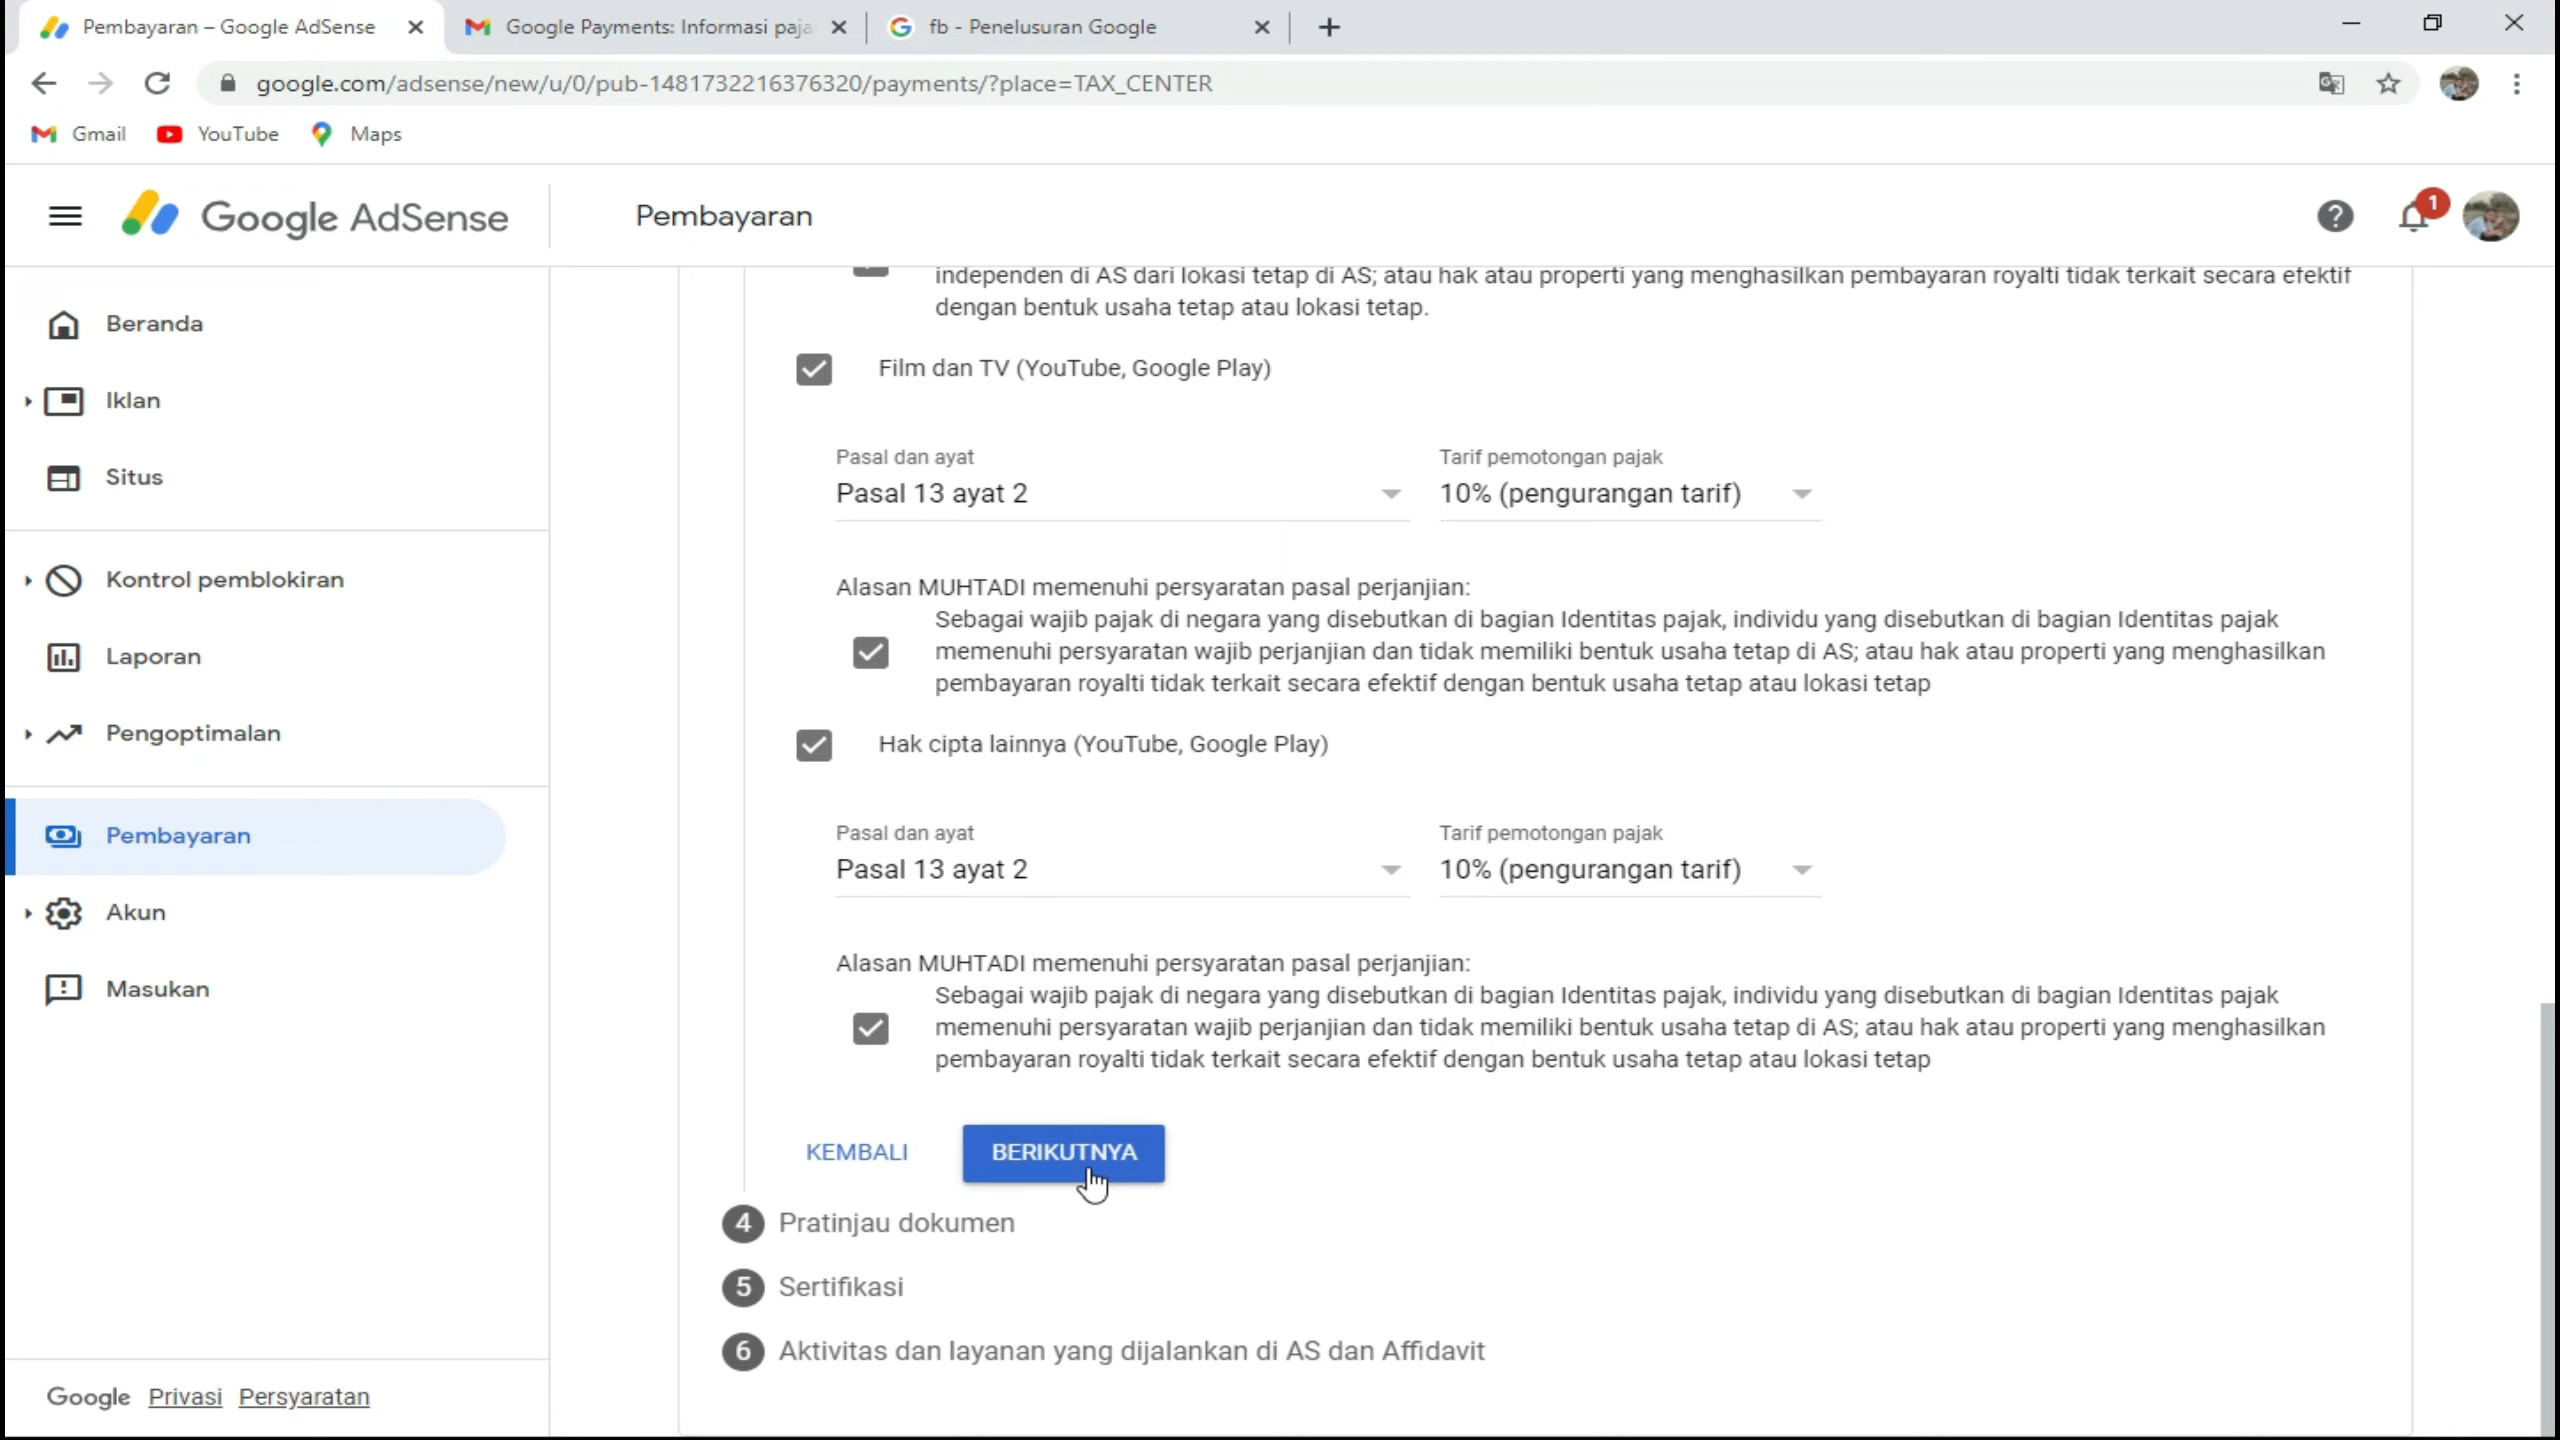 Pembayaran – Google AdSense
Google Payments: Informasi paja
fb - Penelusuran Google
google.com/adsense/new/u/0/pub-1481732216376320/payments/?place=TAX_CENTER
Gmail
YouTube
Maps
Google AdSense
Pembayaran
1
Beranda
Iklan
Situs
Kontrol pemblokiran
Laporan
Pengoptimalan
Pembayaran
Akun
Masukan
Google Privasi Persyaratan
independen di AS dari lokasi tetap di AS; atau hak atau properti yang menghasilkan pembayaran royalti tidak terkait secara efektif
dengan bentuk usaha tetap atau lokasi tetap.
Film dan TV (YouTube, Google Play)
Pasal dan ayat
Tarif pemotongan pajak
Pasal 13 ayat 2
10% (pengurangan tarif)
Alasan MUHTADI memenuhi persyaratan pasal perjanjian:
Sebagai wajib pajak di negara yang disebutkan di bagian Identitas pajak, individu yang disebutkan di bagian Identitas pajak
memenuhi persyaratan wajib perjanjian dan tidak memiliki bentuk usaha tetap di AS; atau hak atau properti yang menghasilkan
pembayaran royalti tidak terkait secara efektif dengan bentuk usaha tetap atau lokasi tetap
Hak cipta lainnya (YouTube, Google Play)
Pasal dan ayat
Tarif pemotongan pajak
Pasal 13 ayat 2
10% (pengurangan tarif)
Alasan MUHTADI memenuhi persyaratan pasal perjanjian:
Sebagai wajib pajak di negara yang disebutkan di bagian Identitas pajak, individu yang disebutkan di bagian Identitas pajak
memenuhi persyaratan wajib perjanjian dan tidak memiliki bentuk usaha tetap di AS; atau hak atau properti yang menghasilkan
pembayaran royalti tidak terkait secara efektif dengan bentuk usaha tetap atau lokasi tetap
KEMBALI
BERIKUTNYA
4 Pratinjau dokumen
5 Sertifikasi
6 Aktivitas dan layanan yang dijalankan di AS dan Affidavit